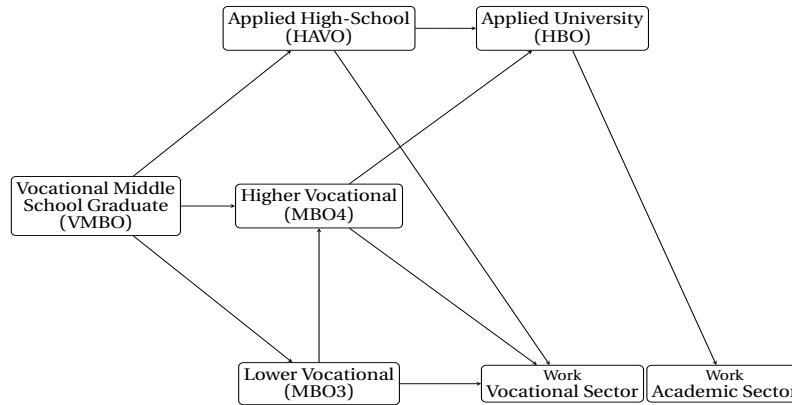 Applied High-School
(HAVO)
Applied University
(HBO)
Vocational Middle
School Graduate
(VMBO)
Higher Vocational
(MBO4)
Lower Vocational
(MBO3)
Work
Vocational Sector
Work
Academic Sector